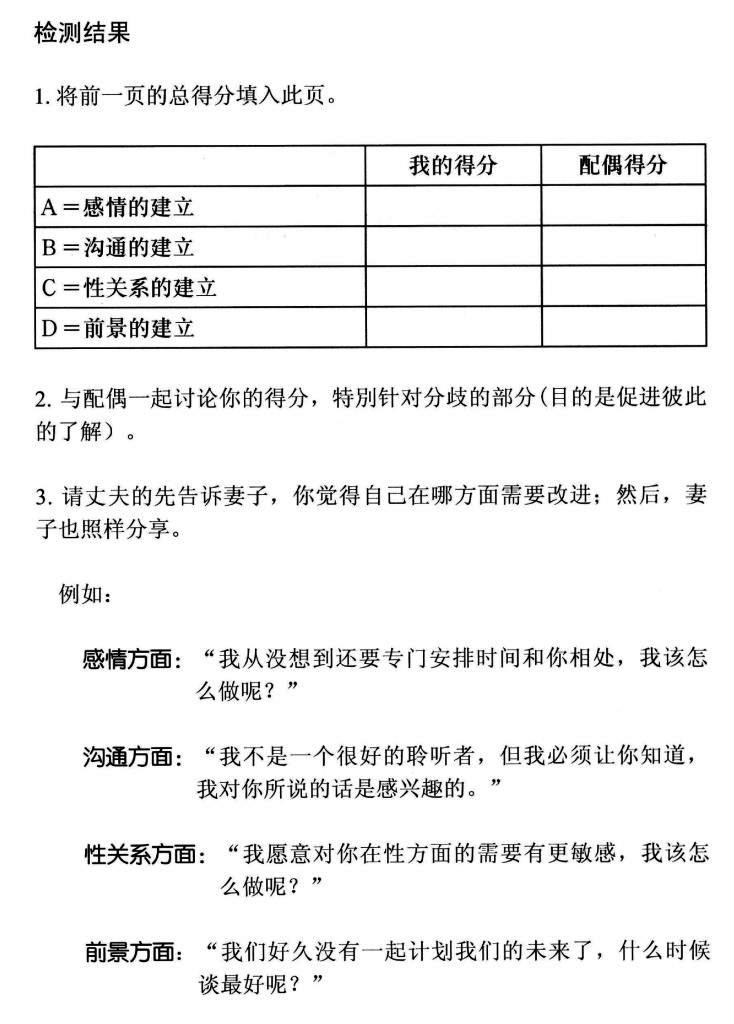 检测结果
1. 将前一页的总得分填入此页。
我的得分 配偶得分
A＝感情的建立
B＝沟通的建立
C＝性关系的建立
D＝前景的建立
2. 与配偶一起讨论你的得分，特别针对分歧的部分(目的是促进彼此
的了解）。
3. 请丈夫的先告诉妻子，你觉得自己在哪方面需要改进；然后，妻
子也照样分享。
例如：
感情方面：“我从没想到还要专门安排时间和你相处，我该怎
么做呢？”
沟通方面：“我不是一个很好的聆听者，但我必须让你知道，
我对你所说的话是感兴趣的。”
性关系方面：“我愿意对你在性方面的需要有更敏感，我该怎
么做呢？”
前景方面：“我们好久没有一起计划我们的未来了，什么时候
谈最好呢？”